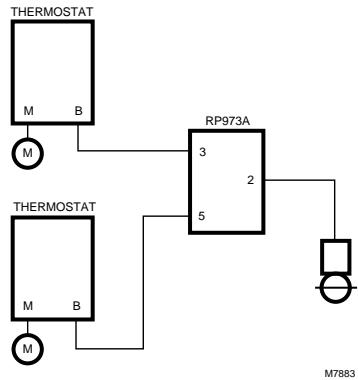 THERMOSTAT
M B
M
RP973A
3
2
5
THERMOSTAT
M B
M
M7883